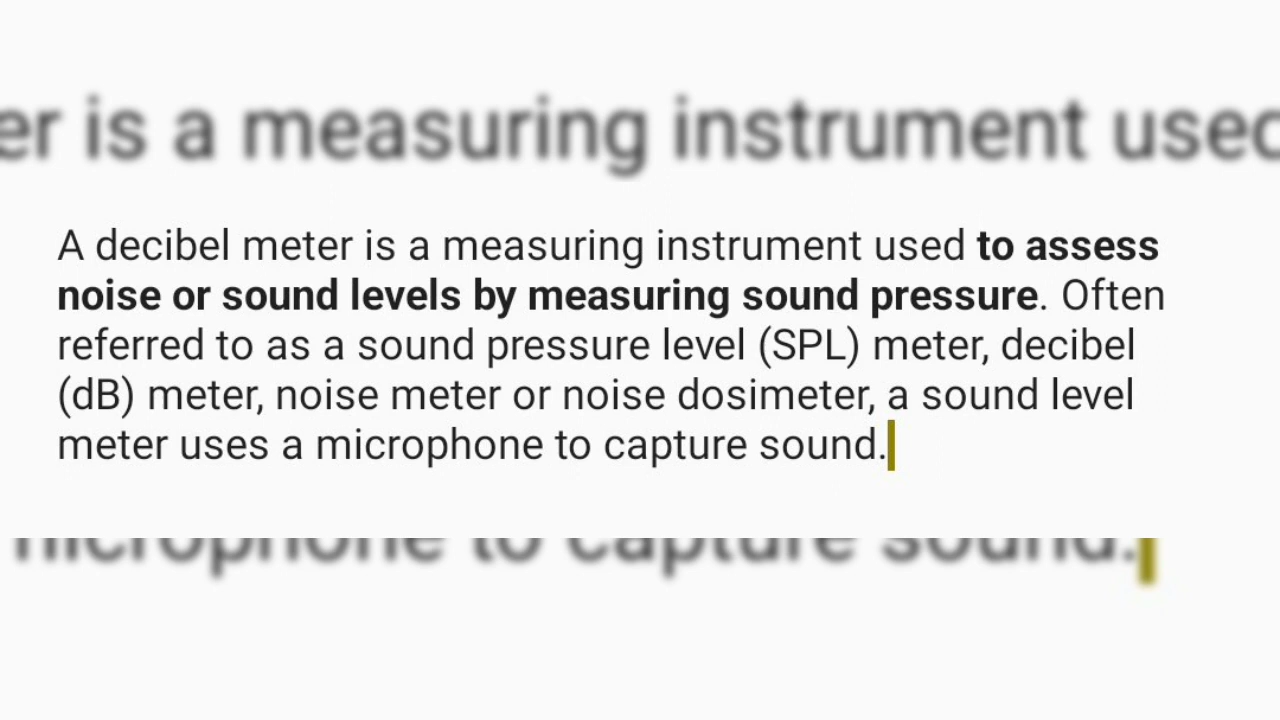 er is a measuring instrument used
A decibel meter is a measuring instrument used to assess
noise or sound levels by measuring sound pressure. Often
referred to as a sound pressure level (SPL) meter, decibel
(dB) meter, noise meter or noise dosimeter, a sound level
meter uses a microphone to capture sound.
microphone to capture sound.